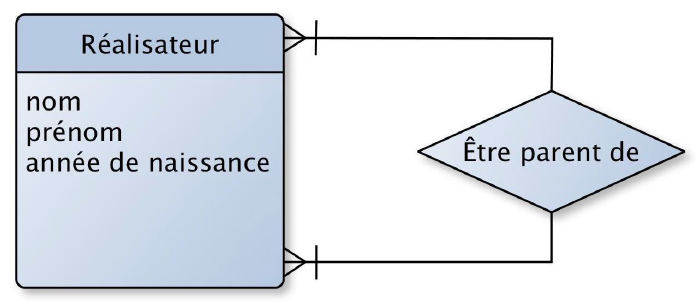 Réalisateur
nom
prénom
année de naissance
Être parent de